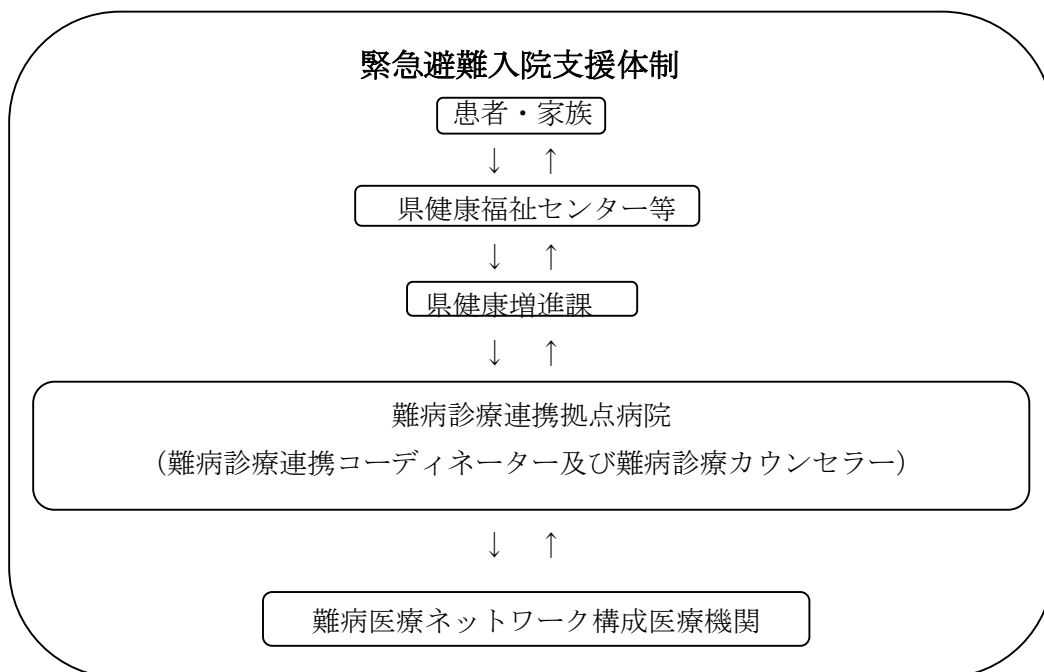 緊急避難入院支援体制
患者・家族
↓ ↑
県健康福祉センター等
↓ ↑
県健康増進課
↓ ↑
難病診療連携拠点病院
（難病診療連携コーディネーター及び難病診療カウンセラー）
↓ ↑
難病医療ネットワーク構成医療機関